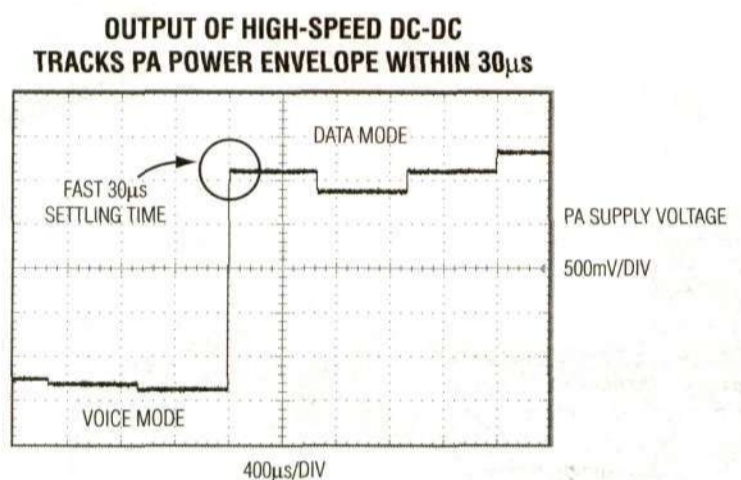 OUTPUT OF HIGH-SPEED DC-DC
TRACKS PA POWER ENVELOPE WITHIN 30μs
DATA MODE
FAST 30μs
SETTLING TIME
PA SUPPLY VOLTAGE
500mV/DIV
VOICE MODE
400μs/DIV